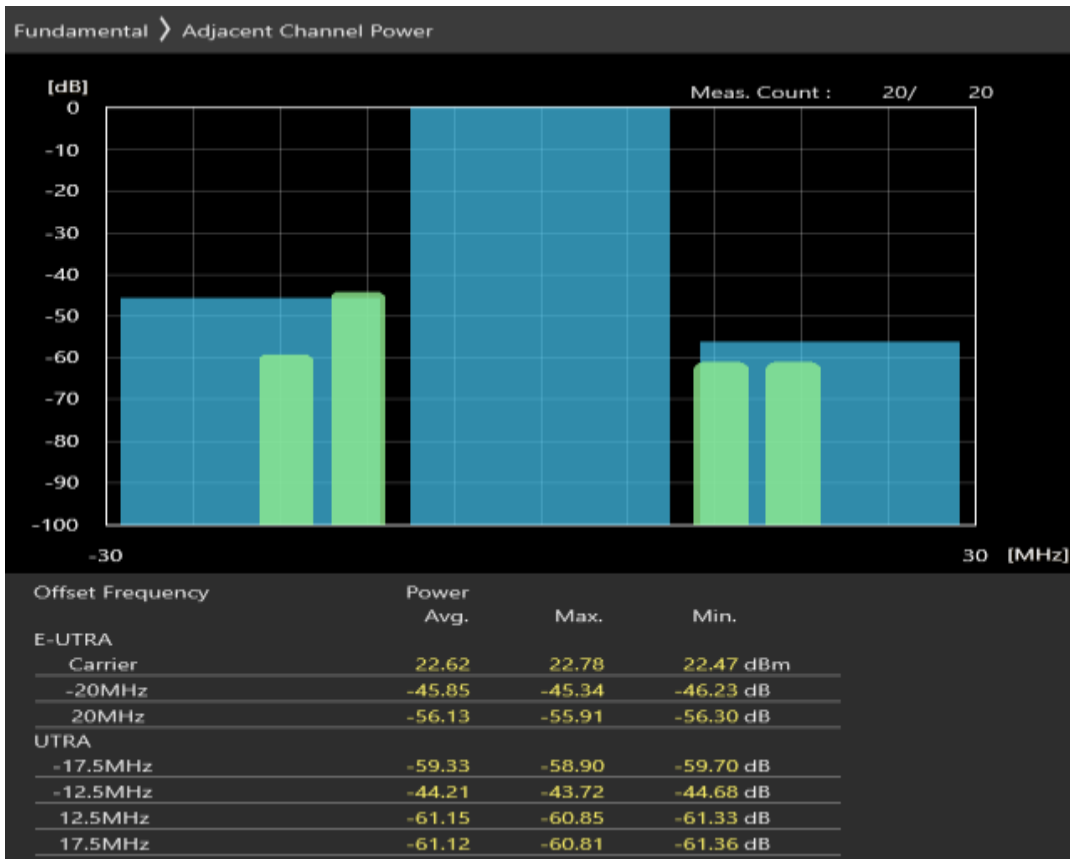 Fundamental 〉 Adjacent Channel Power
[dB]
Meas. Count : 20/ 20
0
-10
-20
-30
-40
-50
-60
-70
-80
-90
-100
-30 30 [MHz]
Offset Frequency Power
Avg. Max. Min.
E-UTRA
Carrier 22.62 22.78 22.47 dBm
-20MHz -45.85 -45.34 -46.23 dB
20MHz -56.13 -55.91 -56.30 dB
UTRA
-17.5MHz -59.33 -58.90 -59.70 dB
-12.5MHz -44.21 -43.72 -44.68 dB
12.5MHz -61.15 -60.85 -61.33 dB
17.5MHz -61.12 -60.81 -61.36 dB